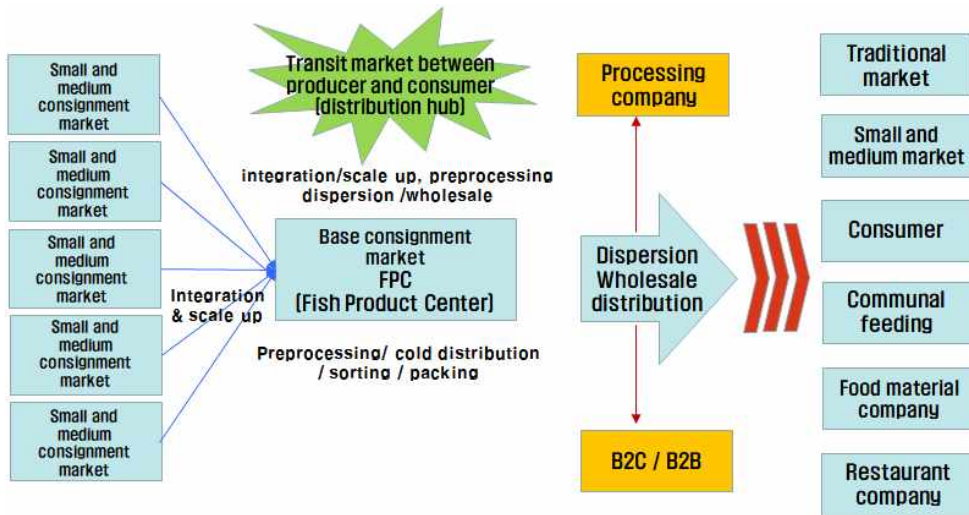 Small and
medium
consignment
market
Small and
medium
consignment
market
Small and
medium
consignment
market
Small and
medium
consignment
market
Small and
medium
consignment
market
Integration
& scale up
Transit market between
producer and consumer
(distribution hub)
integration/scale up, preprocessing
dispersion /wholesale
Base consignment
market
FPC
(Fish Product Center)
Preprocessing/ cold distribution
/ sorting / packing
Processing
company
Dispersion
Wholesale
distribution
B2C / B2B
Traditional
market
Small and
medium market
Consumer
Communal
feeding
Food material
company
Restaurant
company